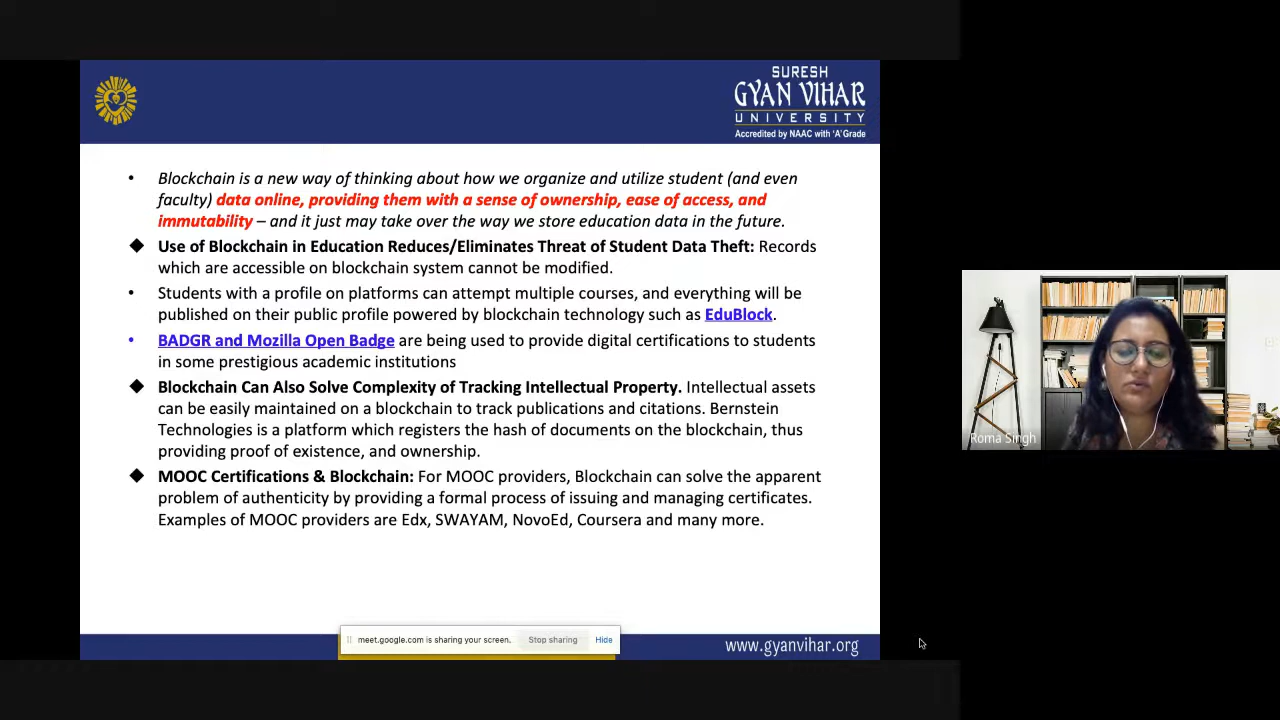 SURESH
GYAN VIHAR
UNIVERSITY
Accredited by NAAC with 'A' Grade
• Blockchain is a new way of thinking about how we organize and utilize student (and even
faculty) data online, providing them with a sense of ownership, ease of access, and
immutability – and it just may take over the way we store education data in the future.
◆ Use of Blockchain in Education Reduces/Eliminates Threat of Student Data Theft: Records
which are accessible on blockchain system cannot be modified.
• Students with a profile on platforms can attempt multiple courses, and everything will be
published on their public profile powered by blockchain technology such as EduBlock.
• BADGR and Mozilla Open Badge are being used to provide digital certifications to students
in some prestigious academic institutions
◆ Blockchain Can Also Solve Complexity of Tracking Intellectual Property. Intellectual assets
can be easily maintained on a blockchain to track publications and citations. Bernstein
Technologies is a platform which registers the hash of documents on the blockchain, thus
providing proof of existence, and ownership.
◆ MOOC Certifications & Blockchain: For MOOC providers, Blockchain can solve the apparent
problem of authenticity by providing a formal process of issuing and managing certificates.
Examples of MOOC providers are Edx, SWAYAM, NovoEd, Coursera and many more.
meet.google.com is sharing your screen. Stop sharing Hide
www.gyanvihar.org
Roma Singh